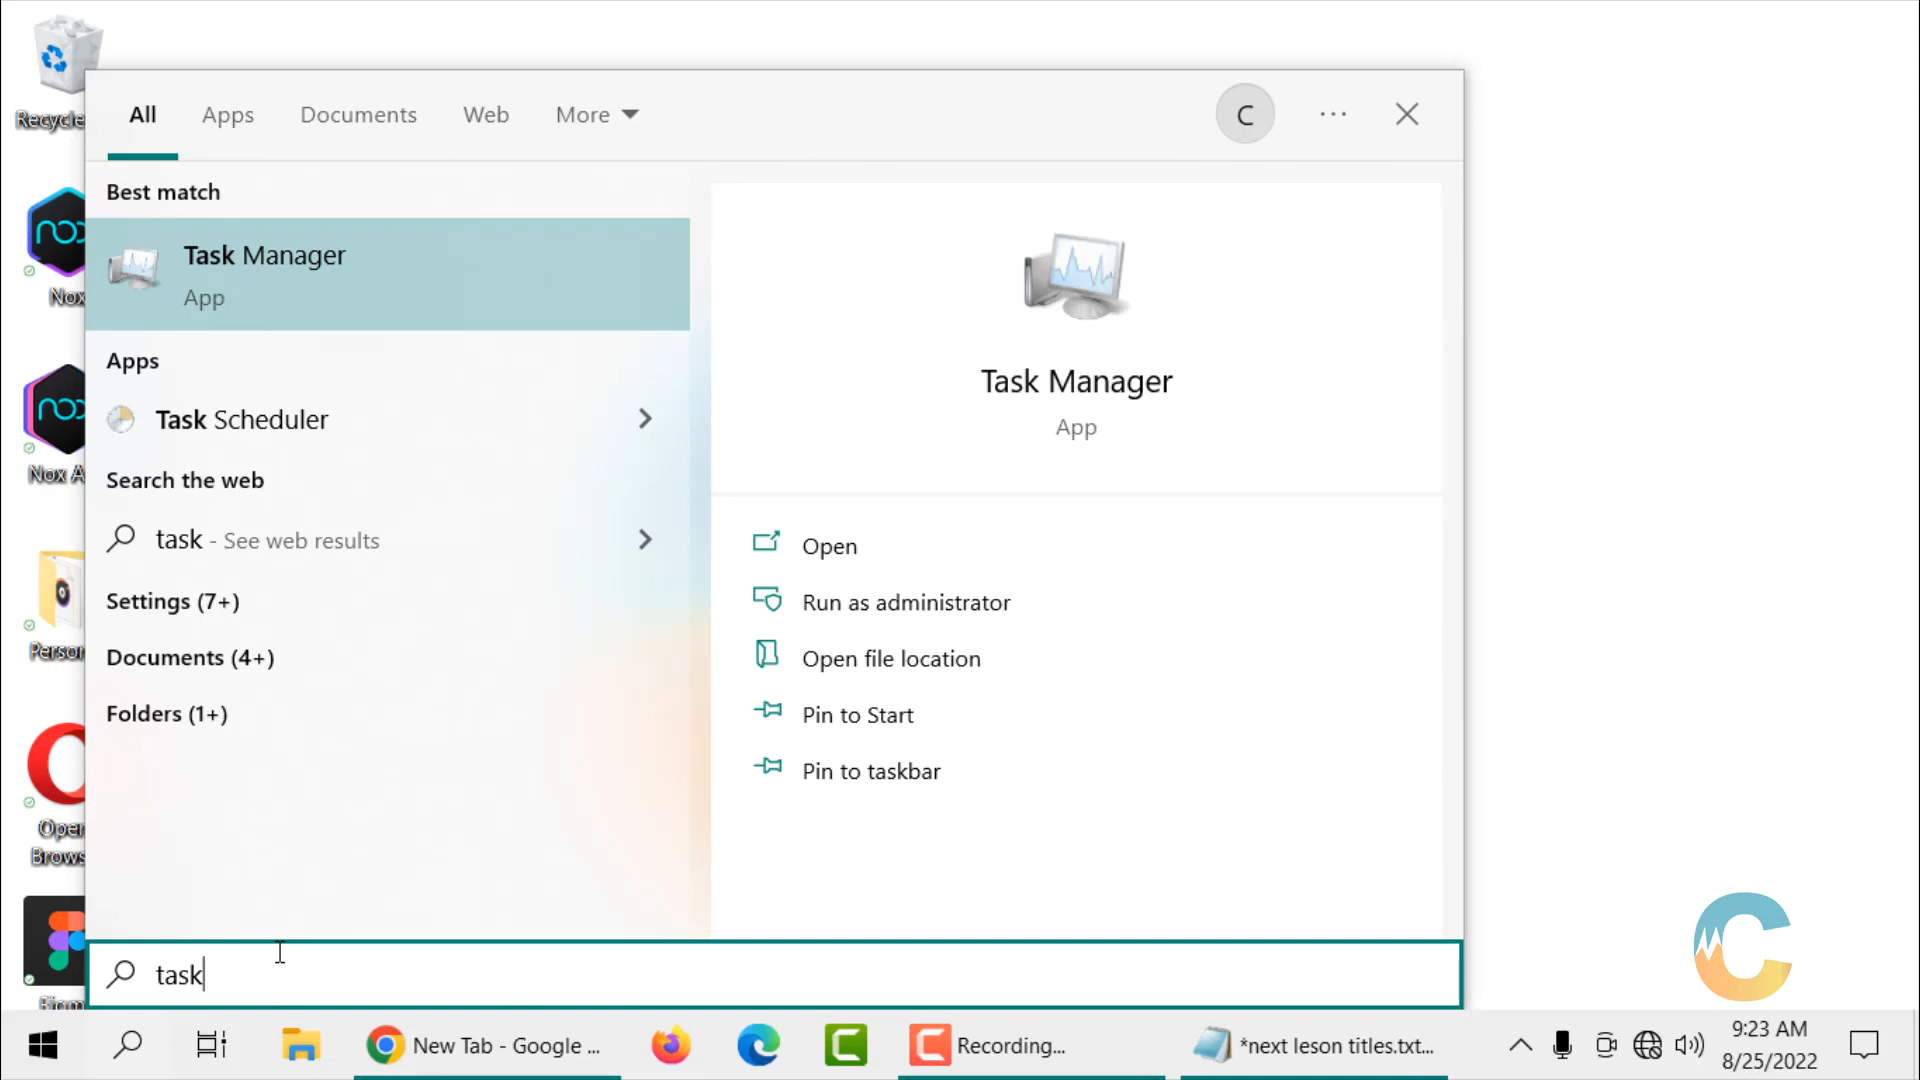 Recycle
All
Apps
Documents
Web
More
C
Best match
Task Manager
App
Task Manager
App
Apps
Task Scheduler
Search the web
task - See web results
Settings (7+)
Documents (4+)
Folders (1+)
Open
Run as administrator
Open file location
Pin to Start
Pin to taskbar
nox
Nox
nox
Nox A
Person
Oper
Brows
task
New Tab - Google ...
Recording...
*next leson titles.txt...
9:23 AM
8/25/2022